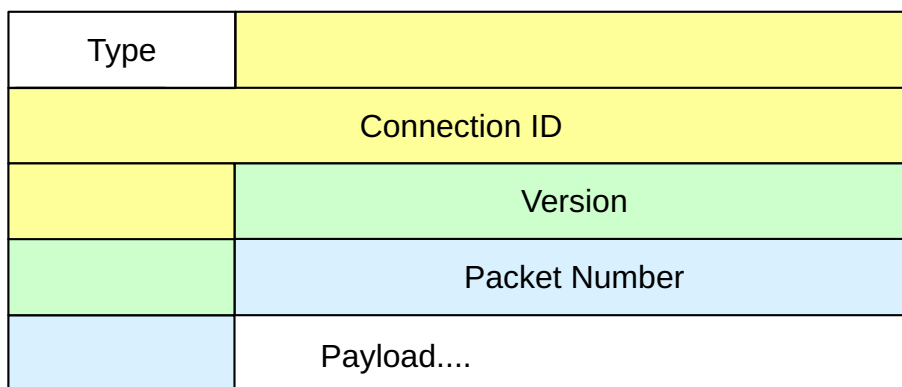 Type
Connection ID
Version
Packet Number
Payload....